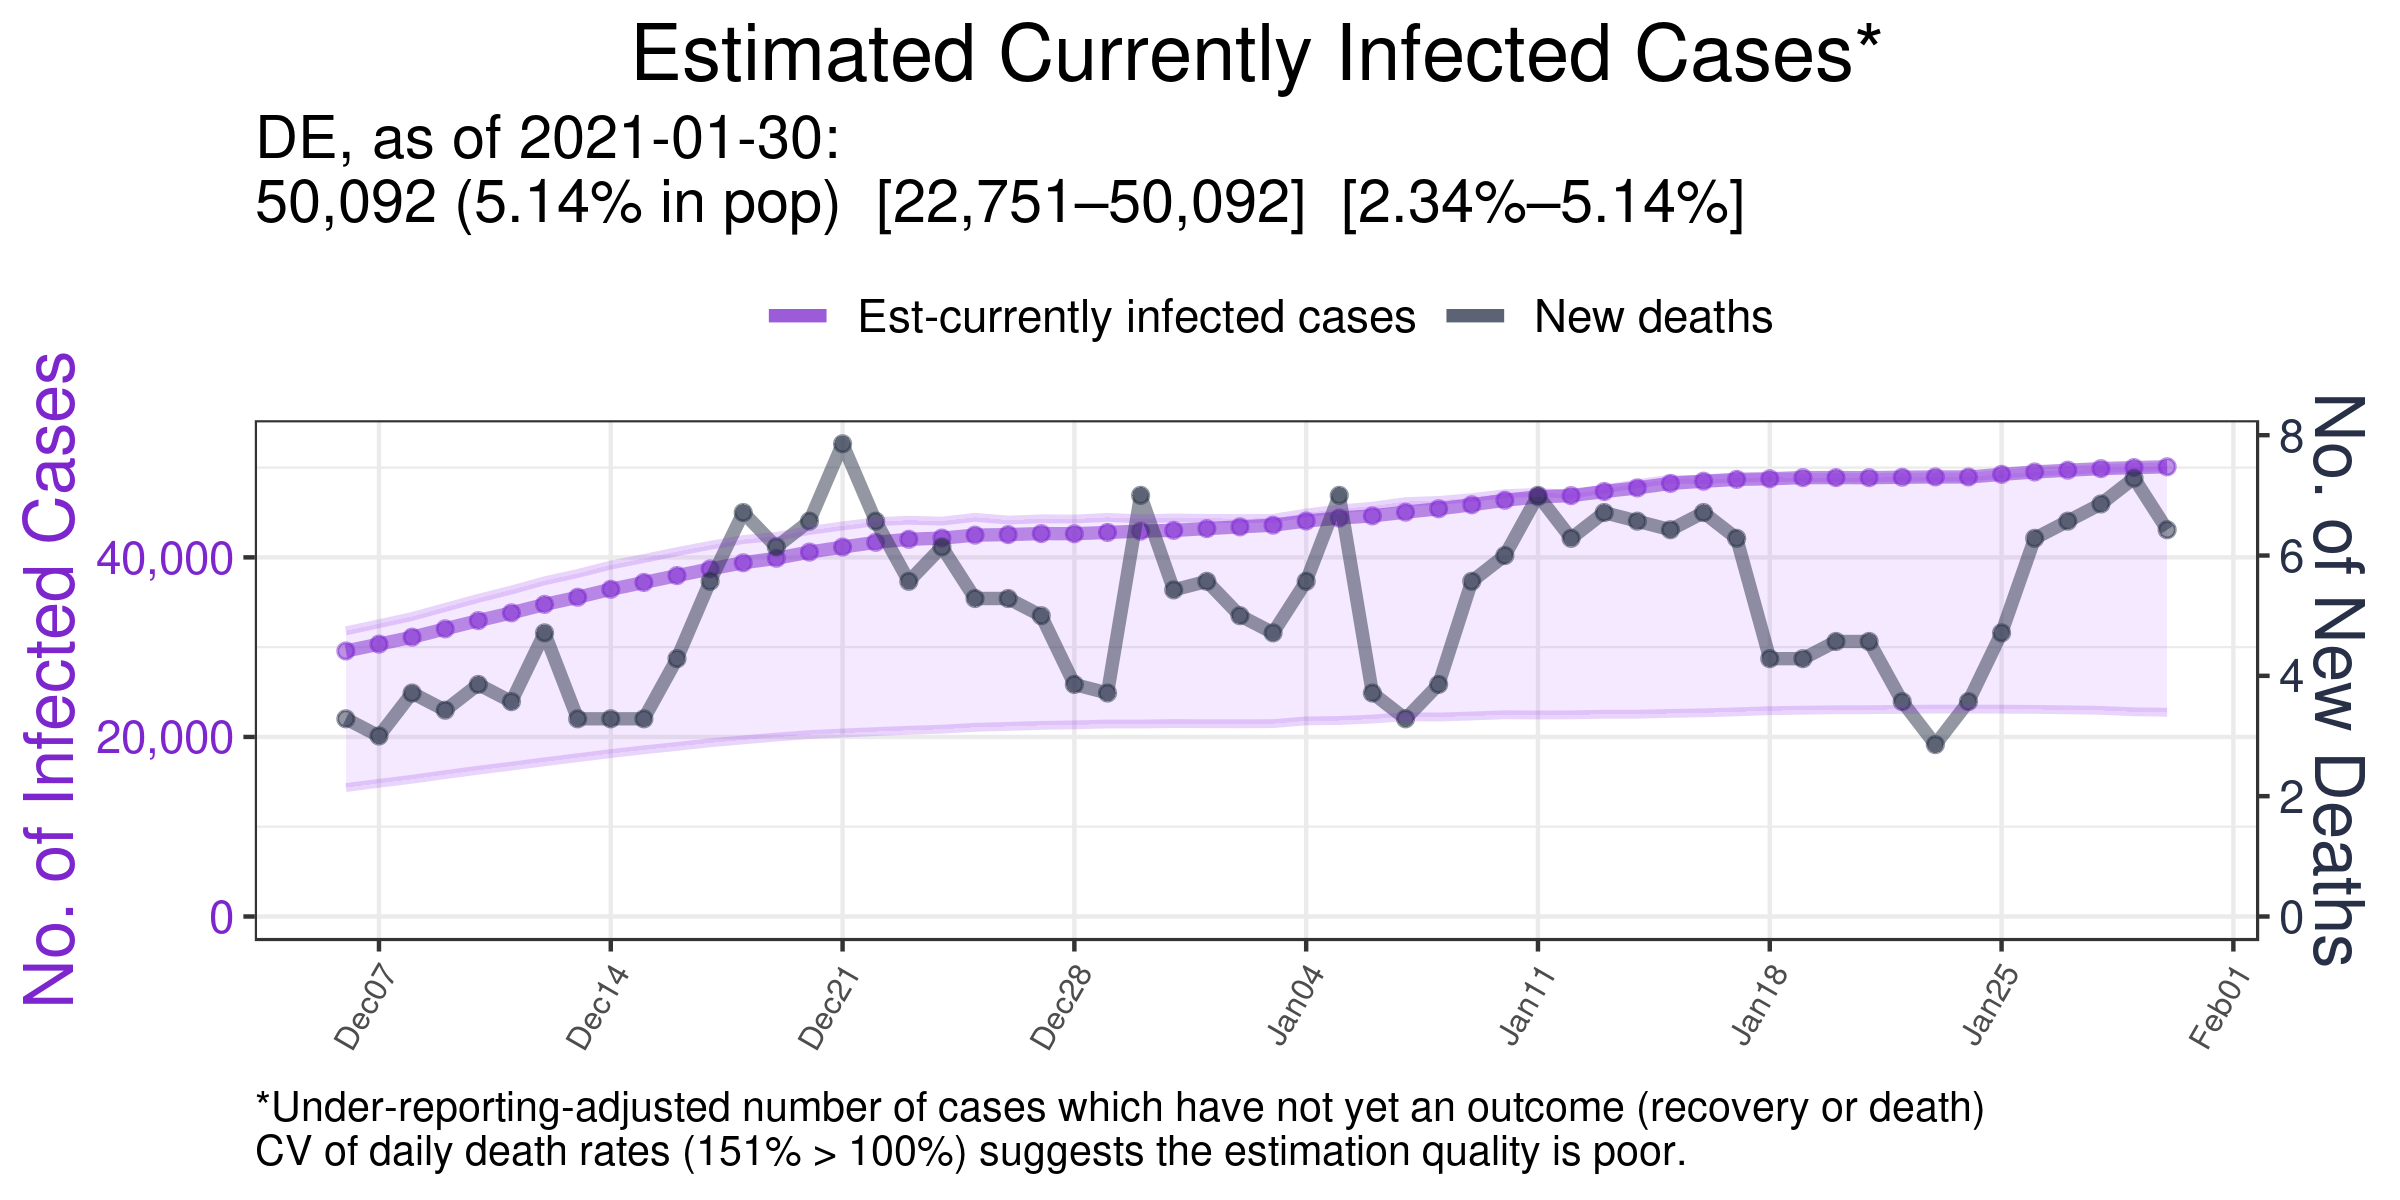 Estimated Currently Infected Cases*
DE, as of 2021-01-30:
50,092 (5.14% in pop)  [22,751–50,092]  [2.34%–5.14%]
Est-currently infected cases
New deaths
No. of Infected Cases
40,000
20,000
0
8
6
4
2
0
No. of New Deaths
Dec07
Dec14
Dec21
Dec28
Jan04
Jan11
Jan18
Jan25
Feb01
*Under-reporting-adjusted number of cases which have not yet an outcome (recovery or death)
CV of daily death rates (151% > 100%) suggests the estimation quality is poor.